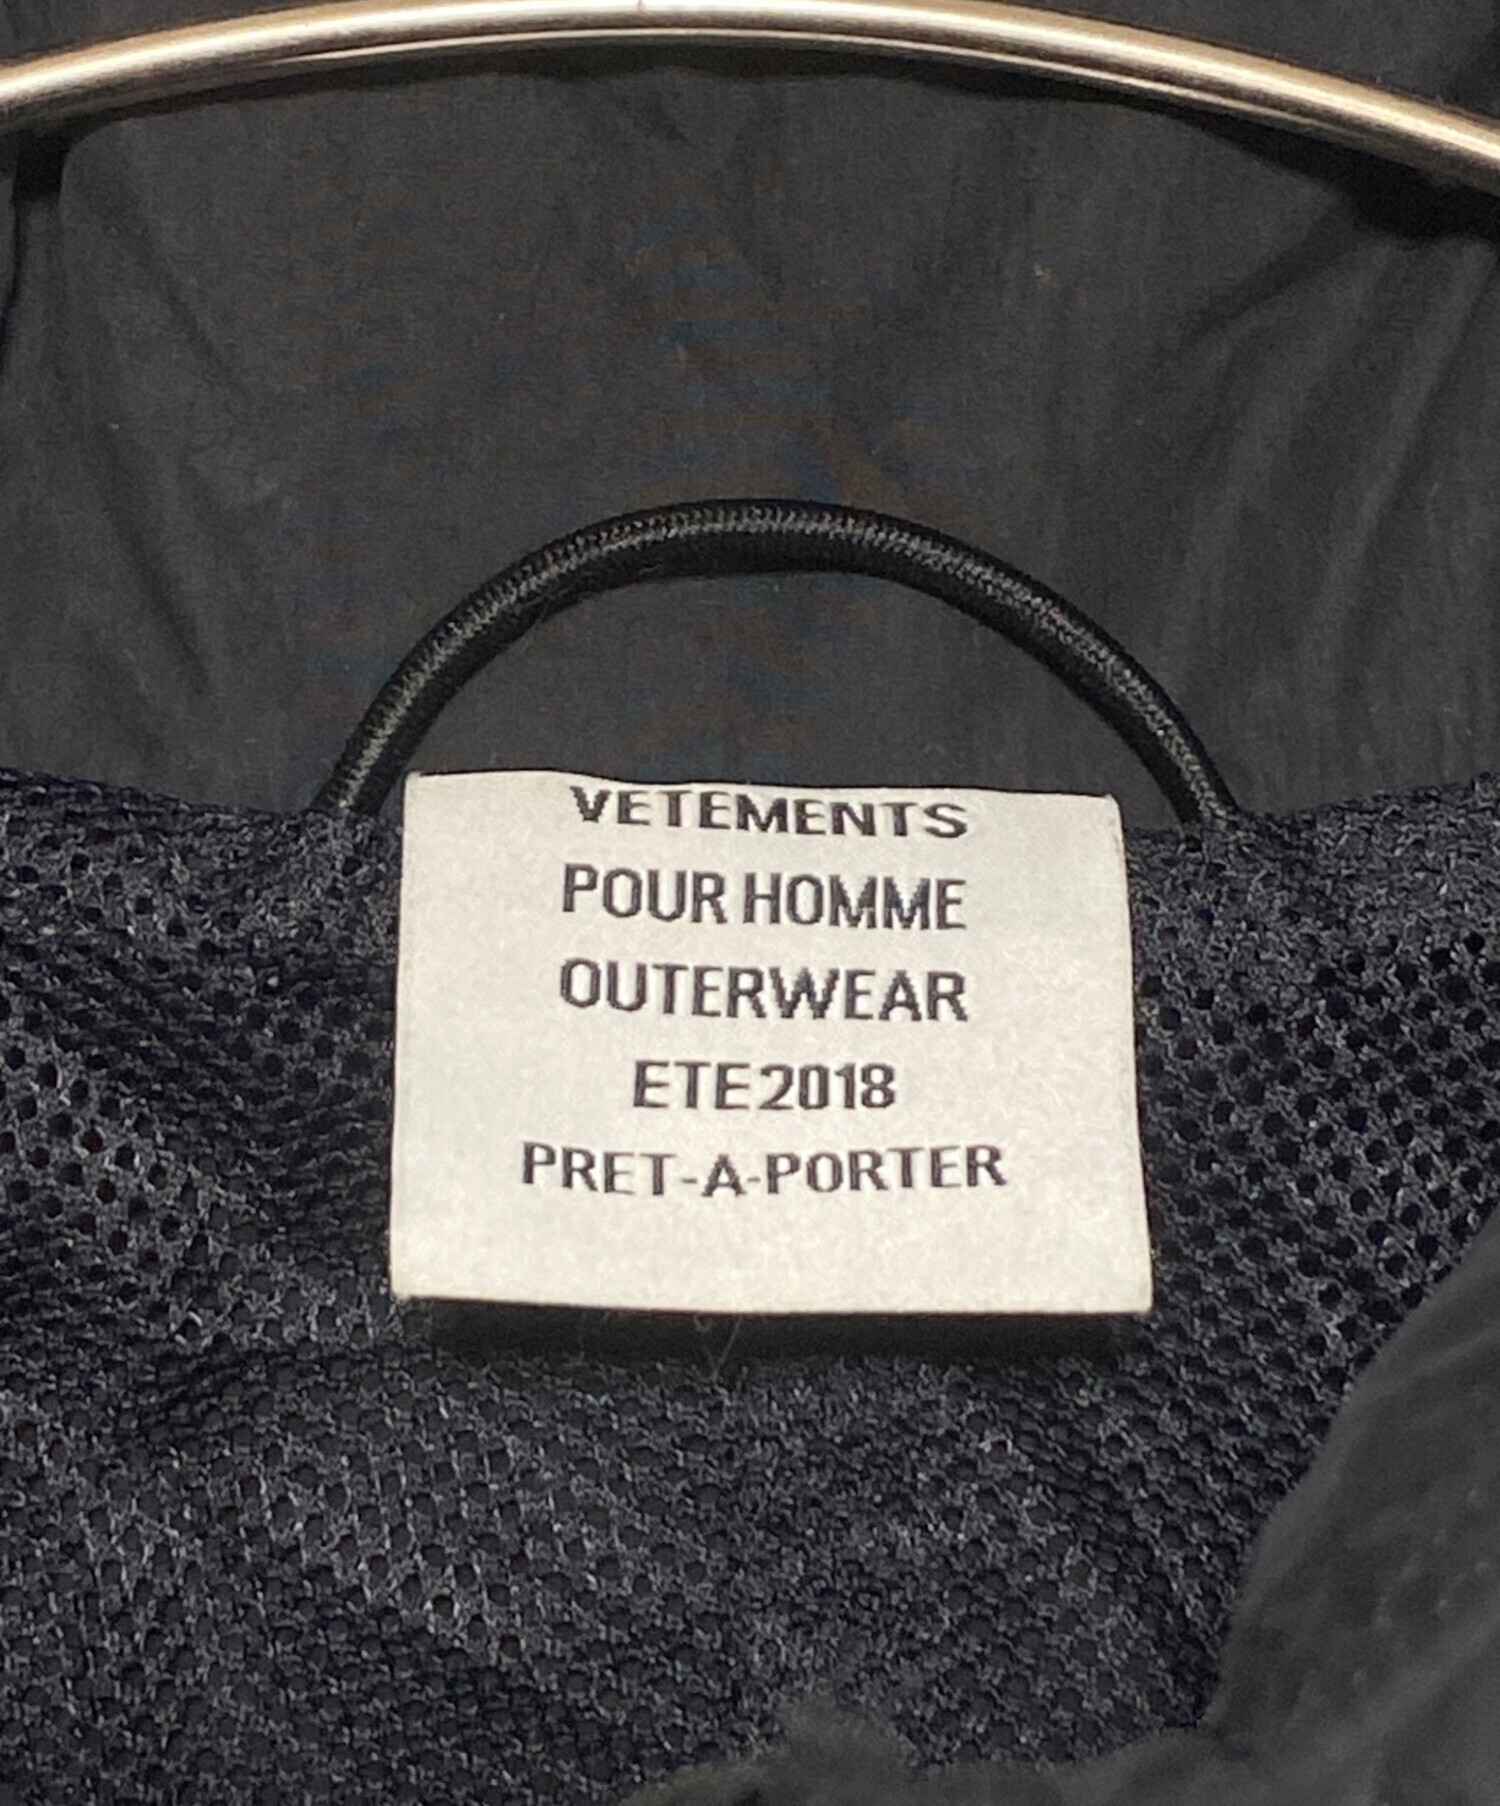 VETEMENTS
POUR HOMME
OUTERWEAR
ETE2018
PRET-A-PORTER